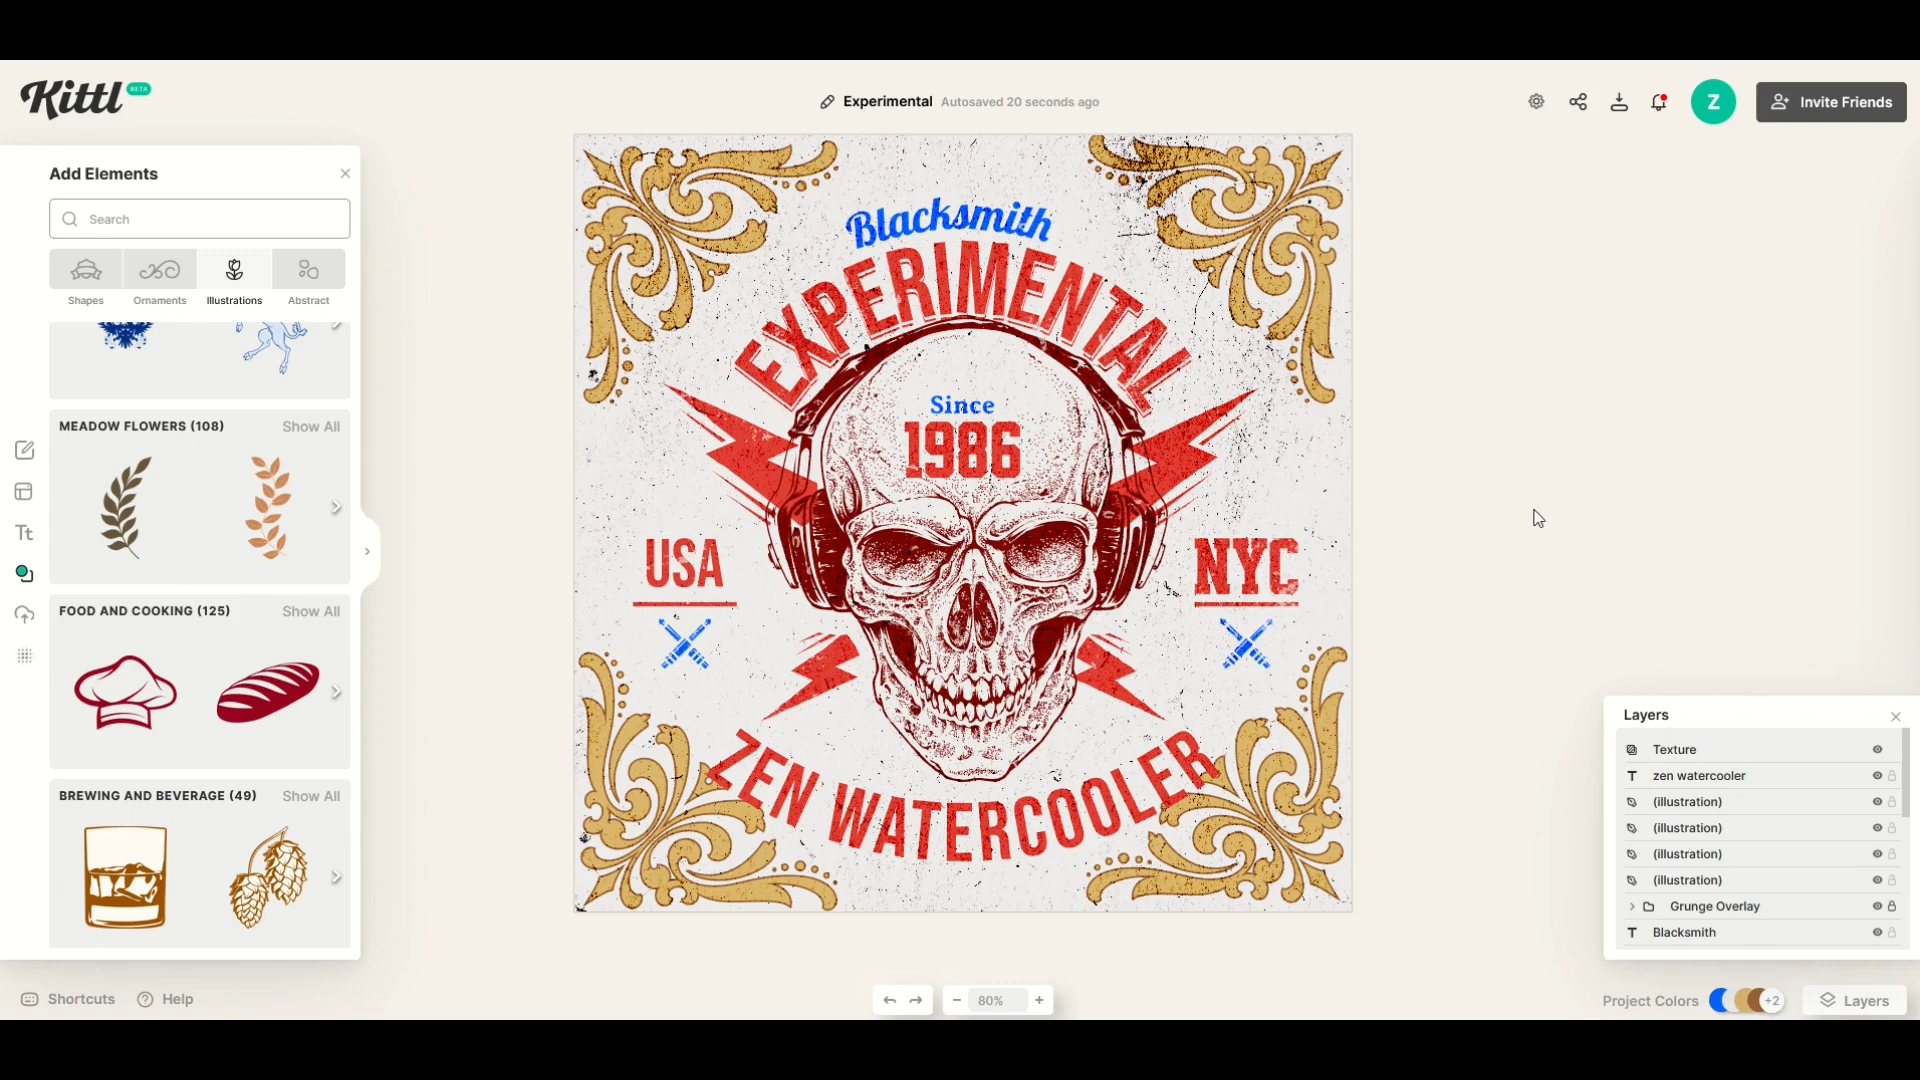 Kittl BETA
Experimental Autosaved 20 seconds ago
Z
Invite Friends
Add Elements
Search
Shapes
Ornaments
Illustrations
Abstract
MEADOW FLOWERS (108)
Show All
FOOD AND COOKING (125)
Show All
BREWING AND BEVERAGE (49)
Show All
Tt
Shortcuts
Help
Blacksmith
EXPERIMENTAL
Since
1986
USA
NYC
ZEN WATERCOOLER
80%
Layers
Texture
T zen watercooler
(illustration)
(illustration)
(illustration)
(illustration)
Grunge Overlay
T Blacksmith
Project Colors
+2
Layers